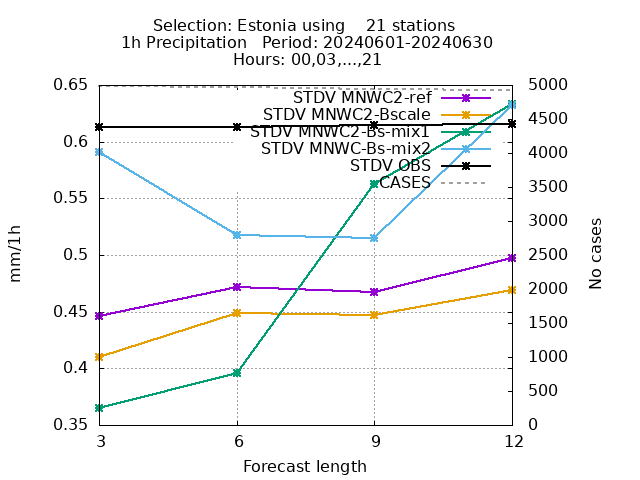 Selection: Estonia using    21 stations
1h Precipitation   Period: 20240601-20240630
Hours: 00,03,...,21
0.65
0.6
0.55
0.5
0.45
0.4
0.35
mm/1h
5000
4500
4000
3500
3000
2500
2000
1500
1000
500
0
No cases
STDV MNWC2-ref
STDV MNWC2-Bscale
STDV MNWC2-Bs-mix1
STDV MNWC-Bs-mix2
STDV OBS
CASES
3 6 9 12
Forecast length